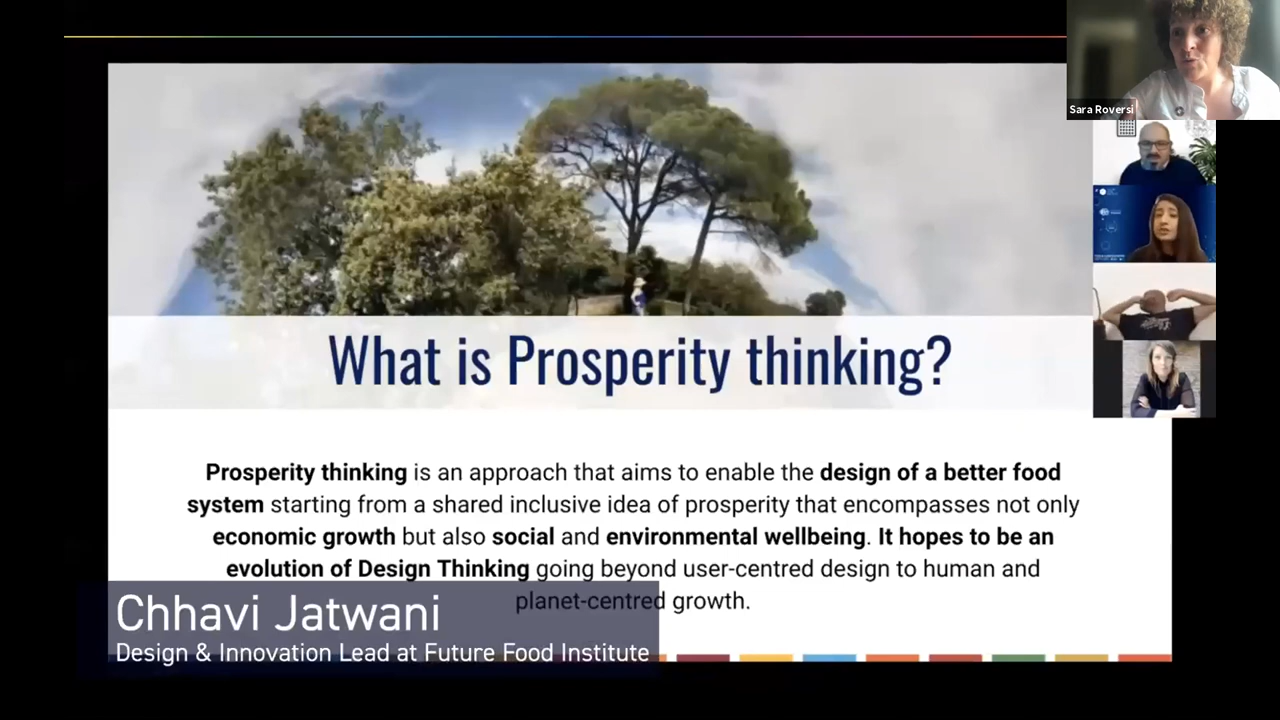 Sara Roversi
What is Prosperity thinking?
Prosperity thinking is an approach that aims to enable the design of a better food
system starting from a shared inclusive idea of prosperity that encompasses not only
economic growth but also social and environmental wellbeing. It hopes to be an
evolution of Design Thinking going beyond user-centred design to human and
planet-centred growth.
Chhavi Jatwani
Design & Innovation Lead at Future Food Institute